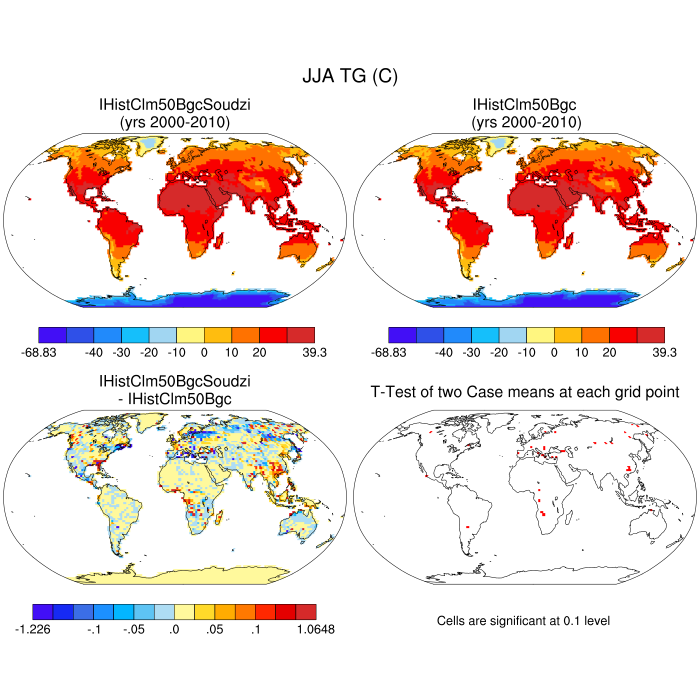 JJA TG (C)
IHistClm50BgcSoudzi
(yrs 2000-2010)
IHistClm50Bgc
(yrs 2000-2010)
-68.83 -40 -30 -20 -10 0 10 20 39.3
-68.83 -40 -30 -20 -10 0 10 20 39.3
IHistClm50BgcSoudzi
- IHistClm50Bgc
T-Test of two Case means at each grid point
-1.226 -.1 -.05 .0 .05 .1 1.0648
Cells are significant at 0.1 level